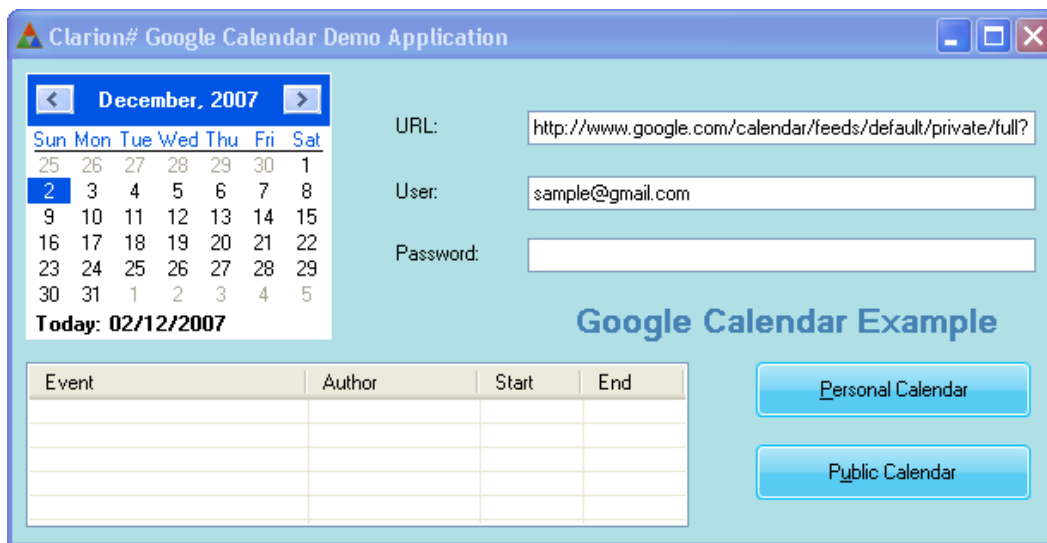 Clarion# Google Calendar Demo Application
December, 2007
Sun Mon Tue Wed Thu Fri Sat
25 26 27 28 29 30 1
2 3 4 5 6 7 8
9 10 11 12 13 14 15
16 17 18 19 20 21 22
23 24 25 26 27 28 29
30 31 1 2 3 4 5
Today: 02/12/2007
URL: http://www.google.com/calendar/feeds/default/private/full?
User: sample@gmail.com
Password:
Google Calendar Example
Event Author Start End
Personal Calendar
Public Calendar